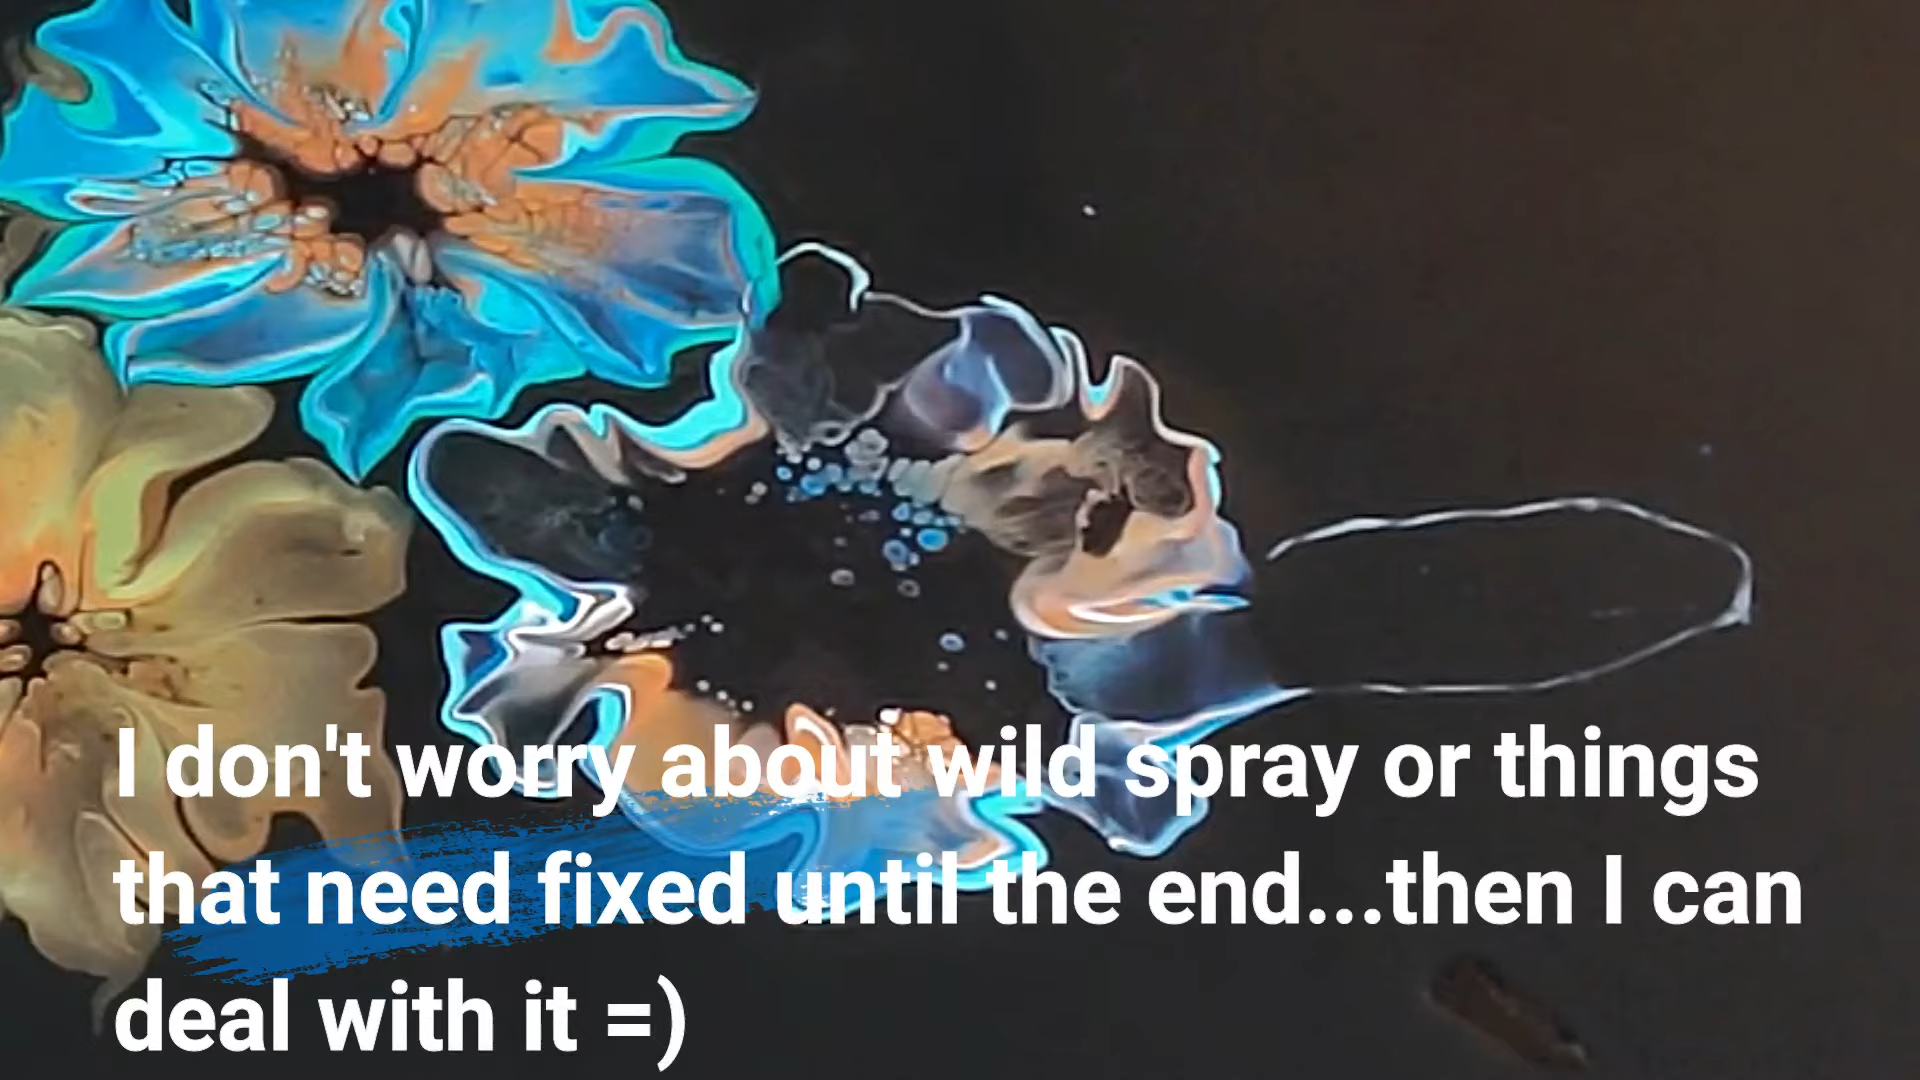 I don't worry about wild spray or things
that need fixed until the end...then I can
deal with it =)